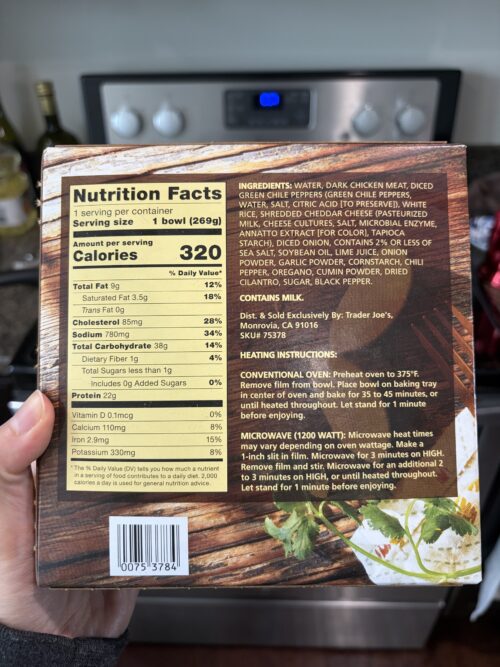 Nutrition Facts
1 serving per container
Serving size 1 bowl (269g)
Amount per serving
Calories 320
% Daily Value*
Total Fat 9g 12%
Saturated Fat 3.5g 18%
Trans Fat 0g
Cholesterol 85mg 28%
Sodium 780mg 34%
Total Carbohydrate 38g 14%
Dietary Fiber 1g 4%
Total Sugars less than 1g
Includes 0g Added Sugars 0%
Protein 22g
Vitamin D 0.1mcg 0%
Calcium 110mg 8%
Iron 2.9mg 15%
Potassium 330mg 8%
*The % Daily Value (DV) tells you how much a nutrient
in a serving of food contributes to a daily diet. 2,000
calories a day is used for general nutrition advice.
0075 3784
INGREDIENTS: WATER, DARK CHICKEN MEAT, DICED
GREEN CHILE PEPPERS (GREEN CHILE PEPPERS,
WATER, SALT, CITRIC ACID [TO PRESERVE]), WHITE
RICE, SHREDDED CHEDDAR CHEESE (PASTEURIZED
MILK, CHEESE CULTURES, SALT, MICROBIAL ENZYME,
ANNATTO EXTRACT [FOR COLOR], TAPIOCA
STARCH), DICED ONION, CONTAINS 2% OR LESS OF
SEA SALT, SOYBEAN OIL, LIME JUICE, ONION
POWDER, GARLIC POWDER, CORNSTARCH, CHILI
PEPPER, OREGANO, CUMIN POWDER, DRIED
CILANTRO, SUGAR, BLACK PEPPER.
CONTAINS MILK.
Dist. & Sold Exclusively By: Trader Joe's,
Monrovia, CA 91016
SKU# 75378
HEATING INSTRUCTIONS:
CONVENTIONAL OVEN: Preheat oven to 375°F.
Remove film from bowl. Place bowl on baking tray
in center of oven and bake for 35 to 45 minutes, or
until heated throughout. Let stand for 1 minute
before enjoying.
MICROWAVE (1200 WATT): Microwave heat times
may vary depending on oven wattage. Make a
1-inch slit in film. Microwave for 3 minutes on HIGH.
Remove film and stir. Microwave for an additional 2
to 3 minutes on HIGH, or until heated throughout.
Let stand for 1 minute before enjoying.